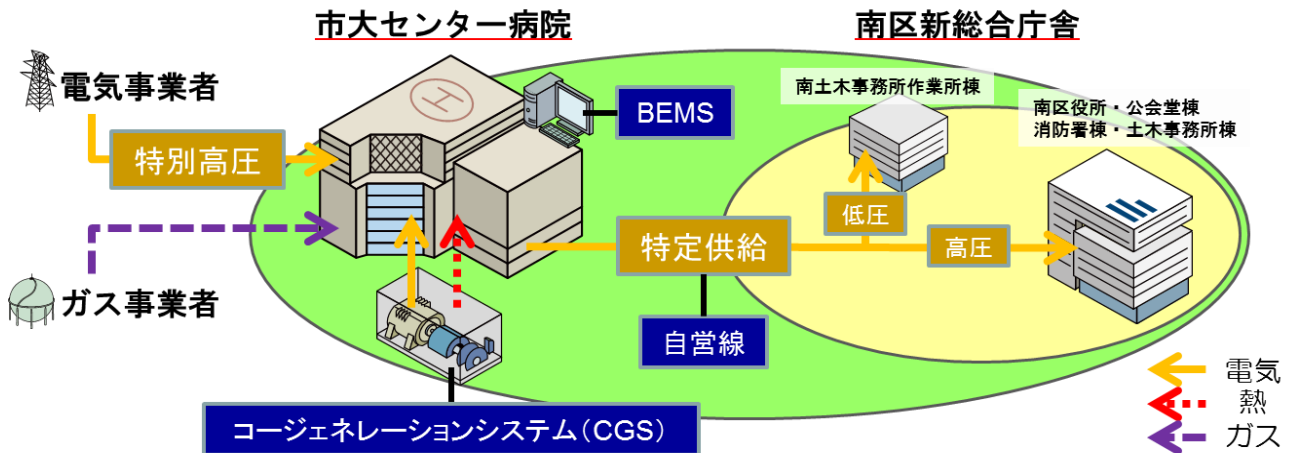 市大センター病院
南区新総合庁舎
電気事業者
特別高圧
BEMS
南土木事務所作業所棟
南区役所・公会堂棟
消防署棟・土木事務所棟
低圧
特定供給
高圧
ガス事業者
自営線
コージェネレーションシステム(CGS)
電気
熱
ガス
H